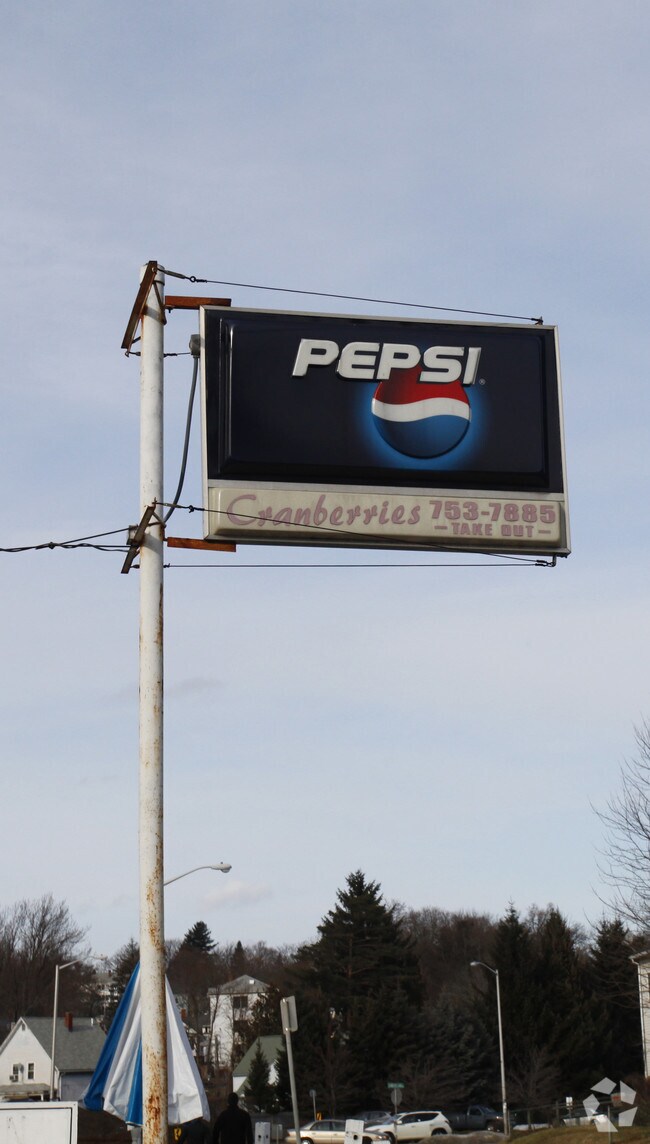 PEPSI®
Cranberries 753-7885
—TAKE OUT—